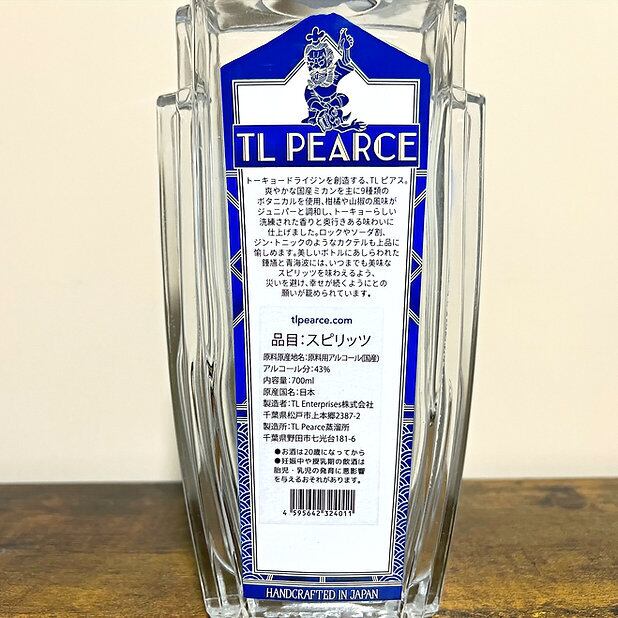 TL PEARCE
トーキョードライジンを創造する、TL ピアス。
爽やかな国産ミカンを主に9種類の
ボタニカルを使用、柑橘や山椒の風味が
ジュニパーと調和し、トーキョーらしい
洗練された香りと奥行きある味わいに
仕上げました。ロックやソーダ割、
ジン・トニックのようなカクテルも上品に
愉しめます。美しいボトルにあしらわれた
鍾馗と青海波には、いつまでも美味な
スピリッツを味わえるよう、
災いを避け、幸せが続くようにとの
願いが込められています。
tlpearce.com
品目：スピリッツ
原料原産地名：原料用アルコール(国産)
アルコール分：43%
内容量：700ml
原産国名：日本
製造者：TL Enterprises株式会社
千葉県松戸市上本郷2387-2
製造所：TL Pearce蒸溜所
千葉県野田市七光台181-6
●お酒は20歳になってから
●妊娠中や授乳期の飲酒は
胎児・乳児の発育に悪影響
を与えるおそれがあります。
4 595642 324011
HANDCRAFTED IN JAPAN